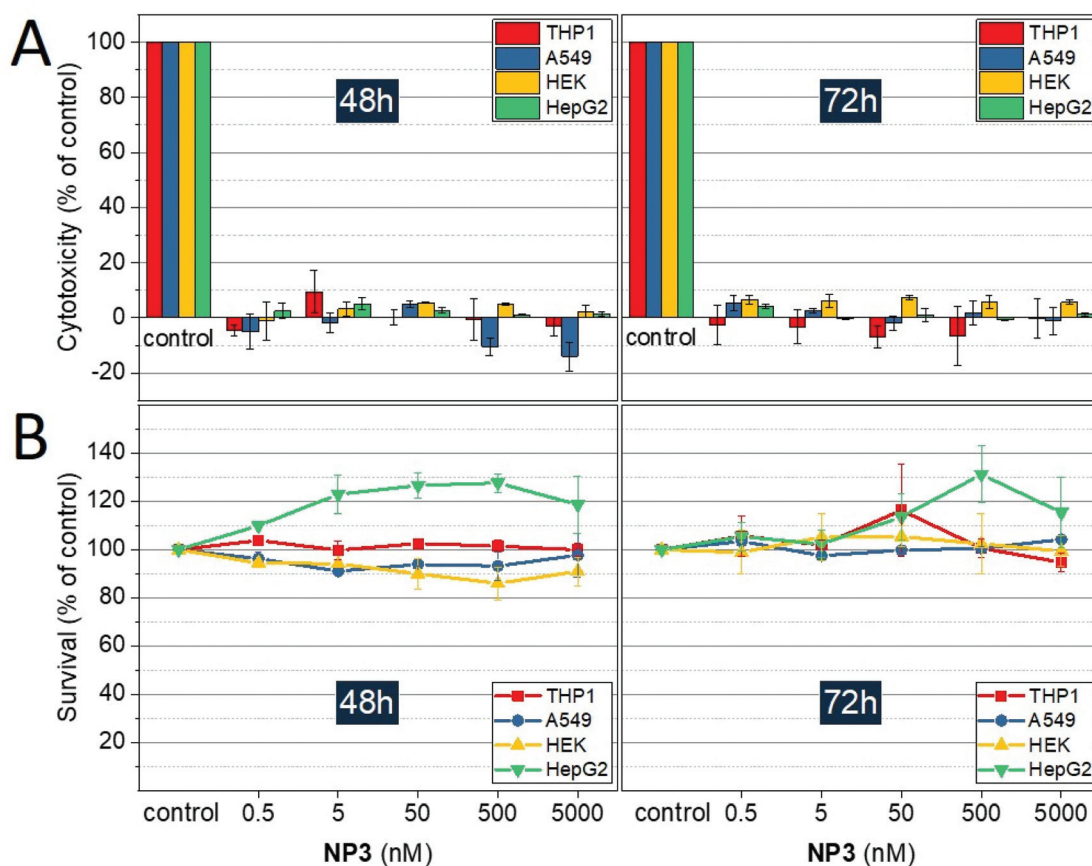 A
Cytotoxicity (% of control)
100
80
60
40
20
0
-20
control
48h
THP1
A549
HEK
HepG2
control
72h
THP1
A549
HEK
HepG2
B
Survival (% of control)
140
120
100
80
60
40
20
48h
THP1
A549
HEK
HepG2
72h
THP1
A549
HEK
HepG2
control 0.5 5 50 500 5000
control 0.5 5 50 500 5000
NP3 (nM)
NP3 (nM)